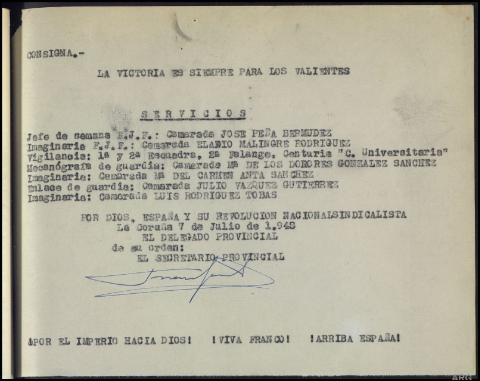 CONSIGNA.-
LA VICTORIA ES SIEMPRE PARA LOS VALIENTES
SERVICIOS
Jefe de semana F.J.F.: Camarada JOSE PEÑA BERMUDEZ
Imaginaria F.J.F.: Camarada ELADIO MALINGRE RODRIGUEZ
Vigilancia: 1ª y 2ª Escuadra, 2ª Falange, Centuria "C. Universitaria"
Mecanógrafa de guardia: Camarada Mª DE LOS DORORES GONZALEZ SANCHEZ
Imaginaria: Camarada Mª DEL CARMEN ANTA SANCHEZ
Enlace de guardia: Camarada JULIO VAZQUEZ GUTIERREZ
Imaginaria: Camarada LUIS RODRIGUEZ TOBAS
POR DIOS, ESPAÑA Y SU REVOLUCION NACIONALSINDICALISTA
La Coruña 7 de Julio de 1.948
EL DELEGADO PROVINCIAL
de su orden:
EL SECRETARIO PROVINCIAL
¡POR EL IMPERIO HACIA DIOS! !VIVA FRANCO! !ARRIBA ESPAÑA!